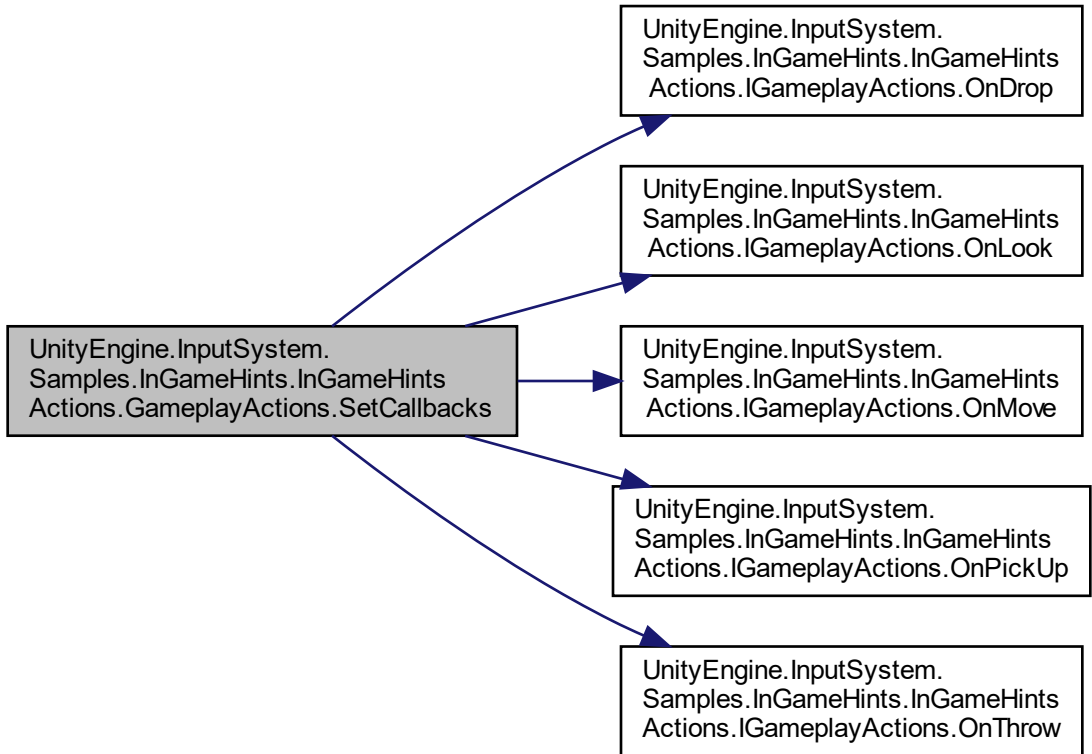 UnityEngine.InputSystem.
Samples.InGameHints.InGameHints
Actions.GameplayActions.SetCallbacks
UnityEngine.InputSystem.
Samples.InGameHints.InGameHints
Actions.IGameplayActions.OnDrop
UnityEngine.InputSystem.
Samples.InGameHints.InGameHints
Actions.IGameplayActions.OnLook
UnityEngine.InputSystem.
Samples.InGameHints.InGameHints
Actions.IGameplayActions.OnMove
UnityEngine.InputSystem.
Samples.InGameHints.InGameHints
Actions.IGameplayActions.OnPickUp
UnityEngine.InputSystem.
Samples.InGameHints.InGameHints
Actions.IGameplayActions.OnThrow